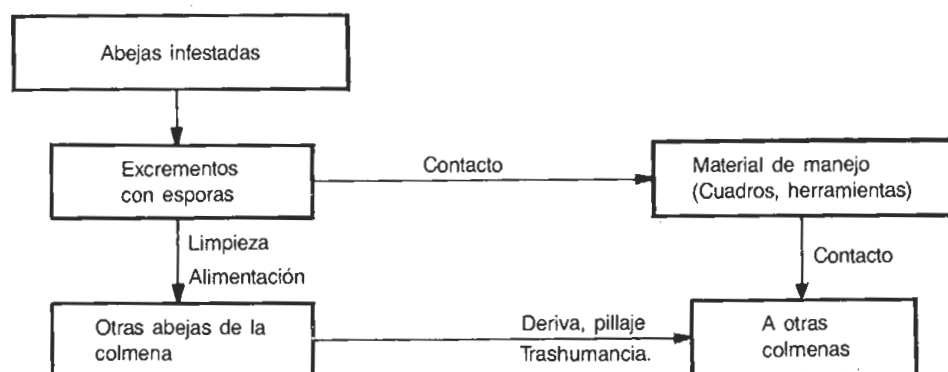 Abejas infestadas
Excrementos
con esporas
Contacto
Material de manejo
(Cuadros, herramientas)
Limpieza
Alimentación
Contacto
Otras abejas de la
colmena
Deriva, pillaje
Trashumancia.
A otras
colmenas